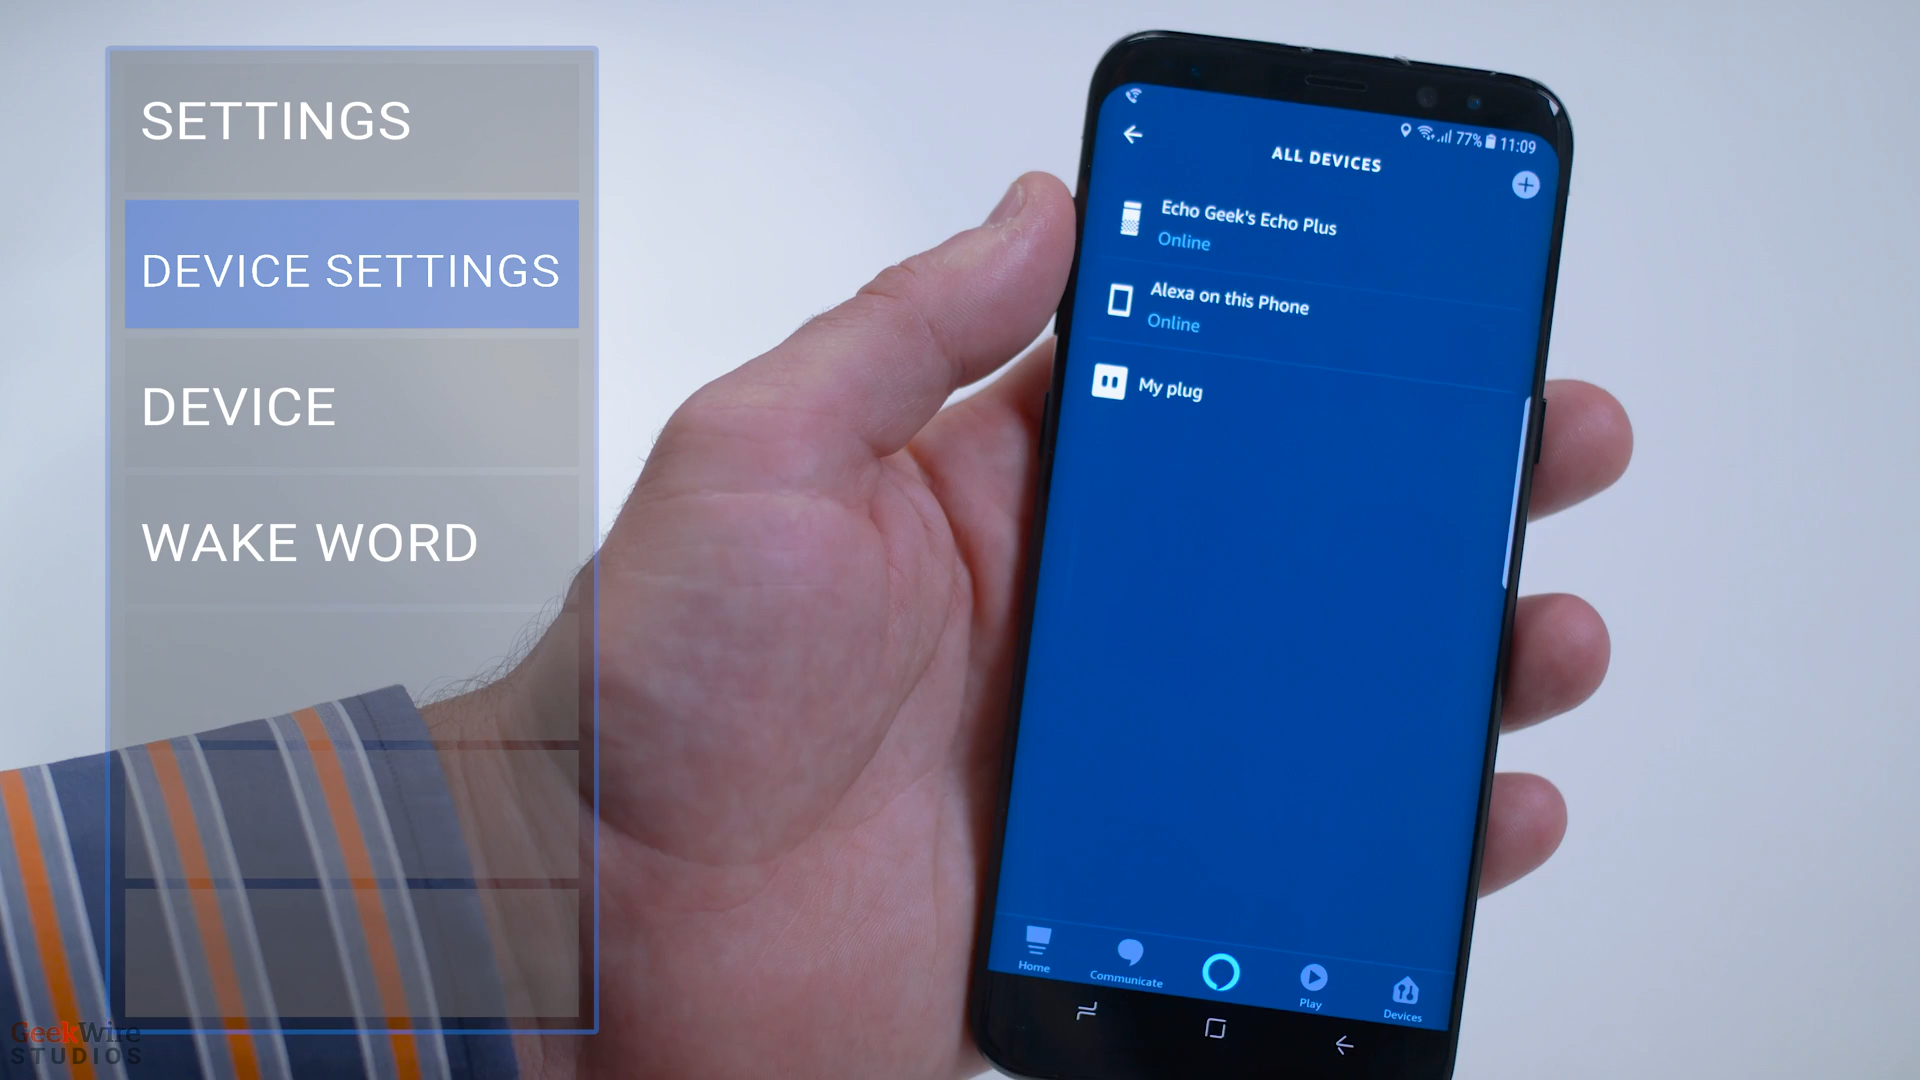 SETTINGS
DEVICE SETTINGS
DEVICE
WAKE WORD
77% 11:09
ALL DEVICES
Echo Geek's Echo Plus
Online
Alexa on this Phone
Online
My plug
Home
Communicate
Play
Devices
GeekWire
STUDIOS